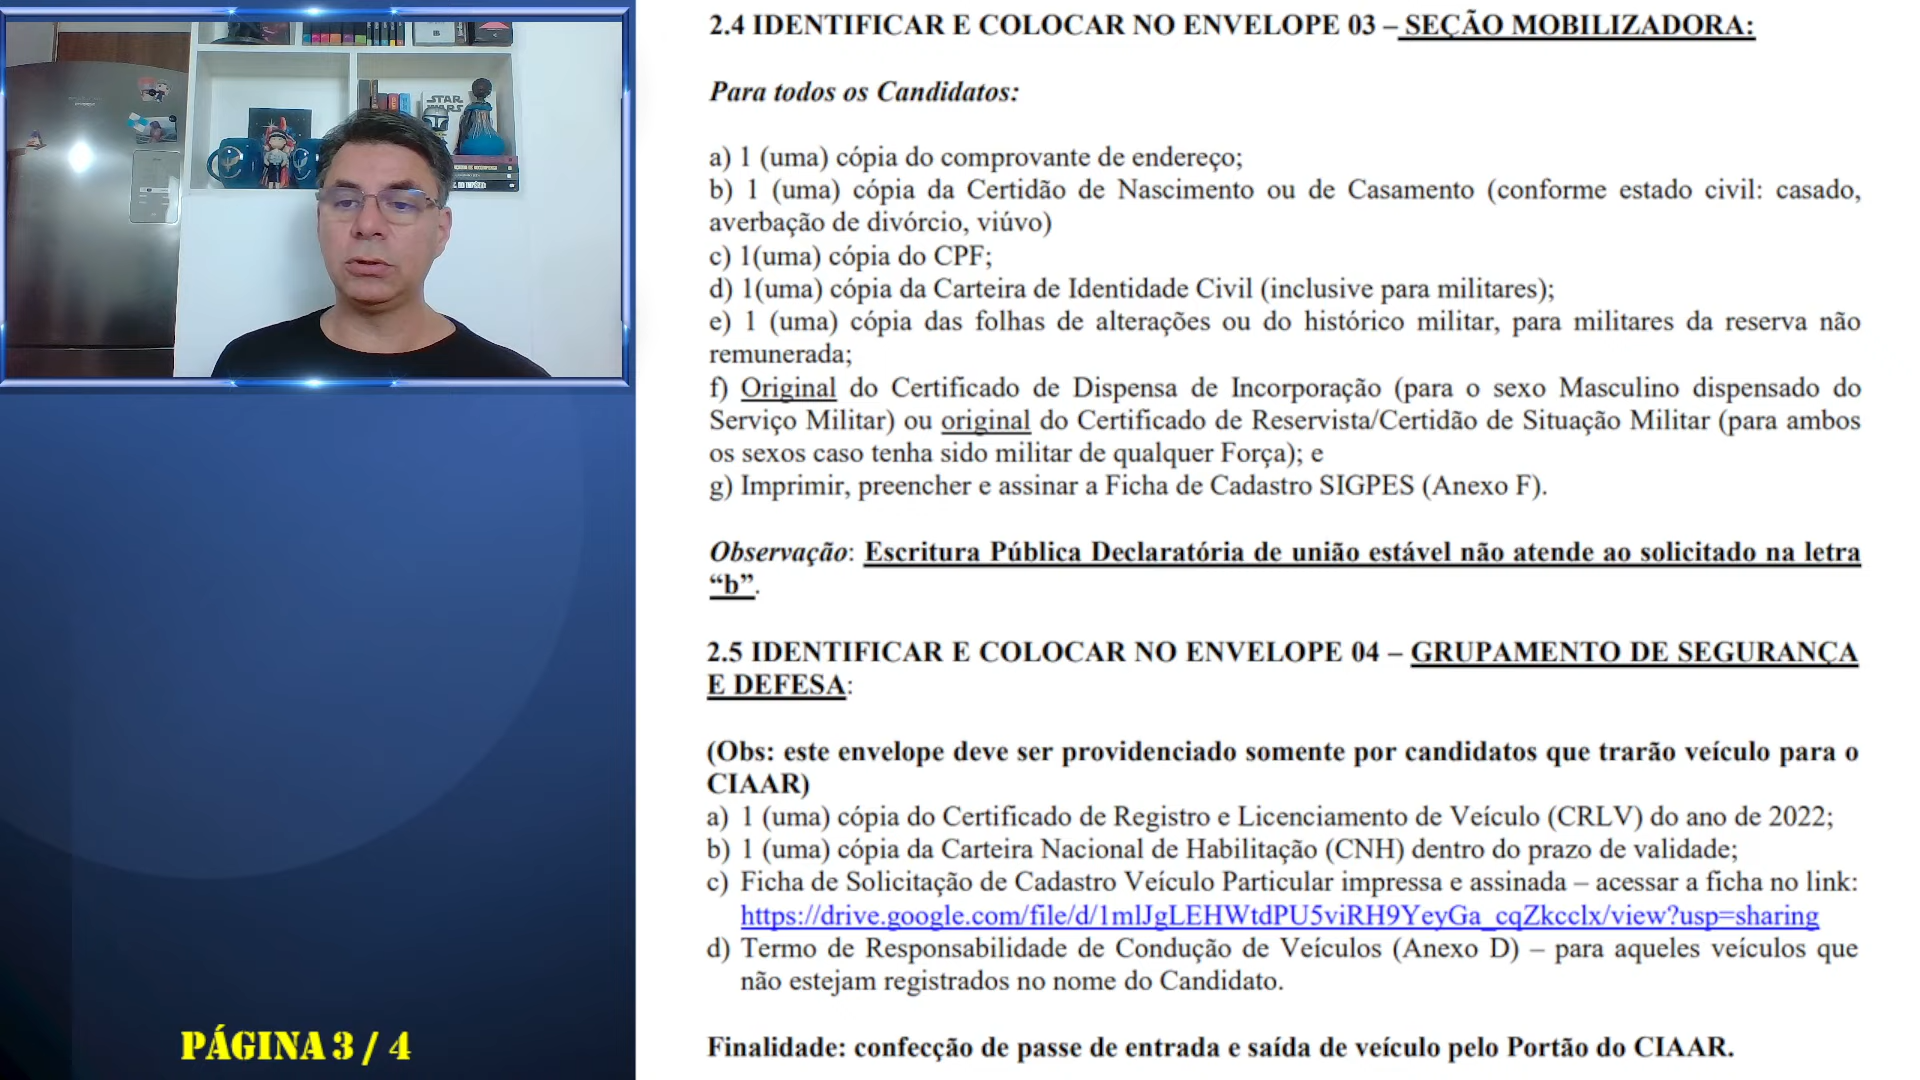 STAR
WARS
2.4 IDENTIFICAR E COLOCAR NO ENVELOPE 03 – SEÇÃO MOBILIZADORA:
Para todos os Candidatos:
a) 1 (uma) cópia do comprovante de endereço;
b) 1 (uma) cópia da Certidão de Nascimento ou de Casamento (conforme estado civil: casado,
averbação de divórcio, viúvo)
c) 1(uma) cópia do CPF;
d) 1(uma) cópia da Carteira de Identidade Civil (inclusive para militares);
e) 1 (uma) cópia das folhas de alterações ou do histórico militar, para militares da reserva não
remunerada;
f) Original do Certificado de Dispensa de Incorporação (para o sexo Masculino dispensado do
Serviço Militar) ou original do Certificado de Reservista/Certidão de Situação Militar (para ambos
os sexos caso tenha sido militar de qualquer Força); e
g) Imprimir, preencher e assinar a Ficha de Cadastro SIGPES (Anexo F).
Observação: Escritura Pública Declaratória de união estável não atende ao solicitado na letra
“b”.
2.5 IDENTIFICAR E COLOCAR NO ENVELOPE 04 – GRUPAMENTO DE SEGURANÇA
E DEFESA:
(Obs: este envelope deve ser providenciado somente por candidatos que trarão veículo para o
CIAAR)
a) 1 (uma) cópia do Certificado de Registro e Licenciamento de Veículo (CRLV) do ano de 2022;
b) 1 (uma) cópia da Carteira Nacional de Habilitação (CNH) dentro do prazo de validade;
c) Ficha de Solicitação de Cadastro Veículo Particular impressa e assinada – acessar a ficha no link:
https://drive.google.com/file/d/1mlJgLEHWtdPU5viRH9YeyGa_cqZkcclx/view?usp=sharing
d) Termo de Responsabilidade de Condução de Veículos (Anexo D) – para aqueles veículos que
não estejam registrados no nome do Candidato.
Finalidade: confecção de passe de entrada e saída de veículo pelo Portão do CIAAR.
PÁGINA 3 / 4